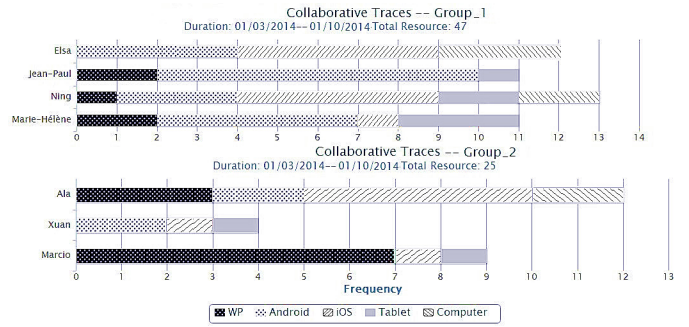 Collaborative Traces -- Group_1
Duration: 01/03/2014-- 01/10/2014 Total Resource: 47
Elsa
Jean-Paul
Ning
Marie-Hélène
0 1 2 3 4 5 6 7 8 9 10 11 12 13 14
Collaborative Traces -- Group_2
Duration: 01/03/2014-- 01/10/2014 Total Resource: 25
Ala
Xuan
Marcio
0 1 2 3 4 5 6 7 8 9 10 11 12 13
Frequency
WP Android iOS Tablet Computer